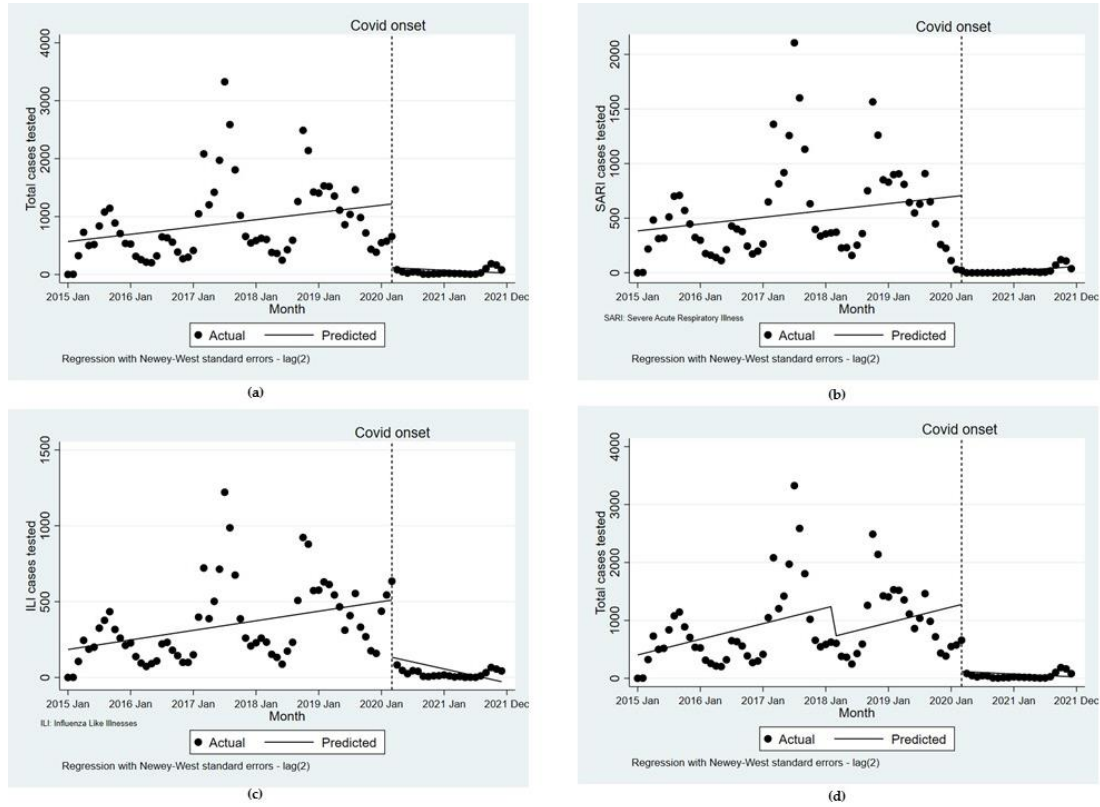 Covid onset
Total cases tested
4000
3000
2000
1000
0
2015 Jan 2016 Jan 2017 Jan 2018 Jan 2019 Jan 2020 Jan 2021 Jan 2021 Dec
Month
Actual Predicted
Regression with Newey-West standard errors - lag(2)
(a)
Covid onset
SARI cases tested
2000
1500
1000
500
0
2015 Jan 2016 Jan 2017 Jan 2018 Jan 2019 Jan 2020 Jan 2021 Jan 2021 Dec
Month
SARI: Severe Acute Respiratory Illness
Actual Predicted
Regression with Newey-West standard errors - lag(2)
(b)
Covid onset
ILI cases tested
1500
1000
500
0
2015 Jan 2016 Jan 2017 Jan 2018 Jan 2019 Jan 2020 Jan 2021 Jan 2021 Dec
Month
ILI: Influenza Like Illnesses
Actual Predicted
Regression with Newey-West standard errors - lag(2)
(c)
Covid onset
Total cases tested
4000
3000
2000
1000
0
2015 Jan 2016 Jan 2017 Jan 2018 Jan 2019 Jan 2020 Jan 2021 Jan 2021 Dec
Month
Actual Predicted
Regression with Newey-West standard errors - lag(2)
(d)